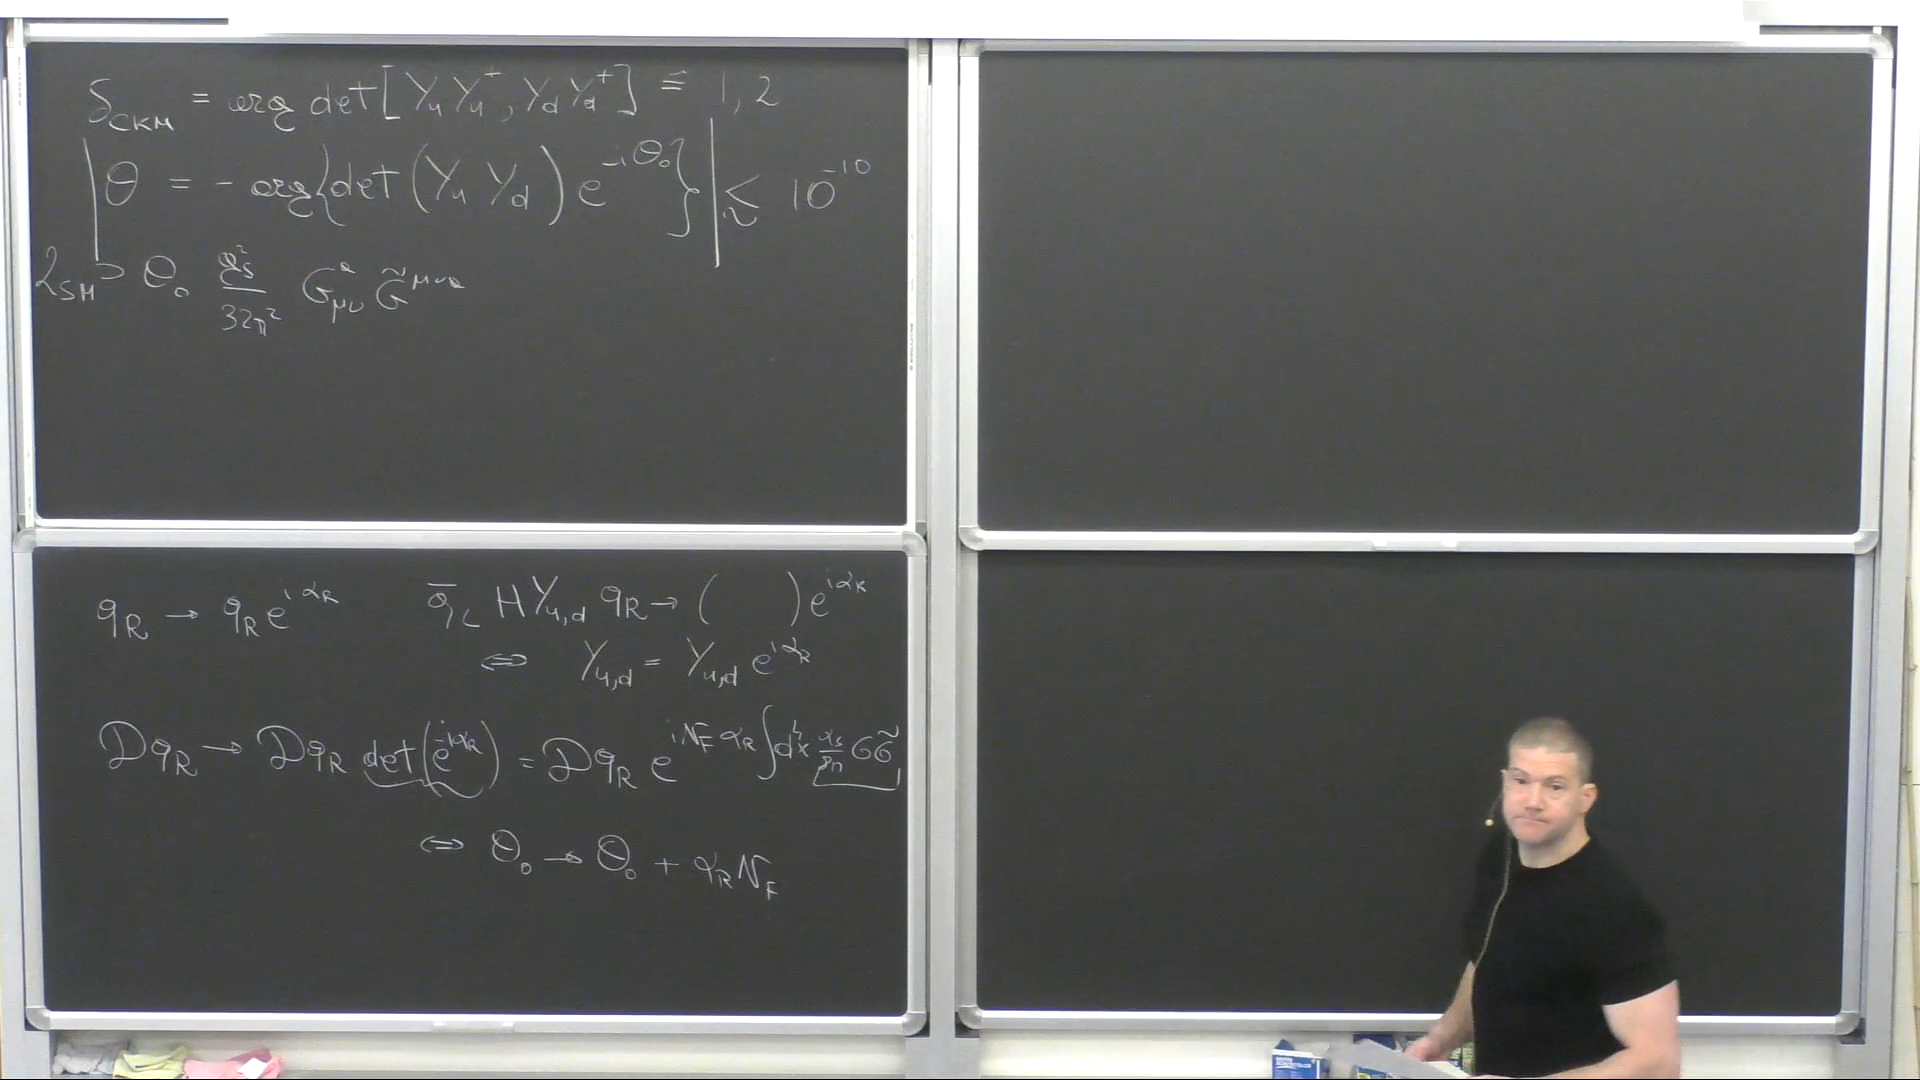 δ_CKM = arg det[Y_u Y_u^+, Y_d Y_d^+] ≅ 1,2
|θ = - arg{det(Y_u Y_d) e^{-iθ_0}}| ≲ 10^{-10}
L_SM ⊃ θ_0 g_s^2/32π^2 G^a_{μν} G̃^{μνa}
q_R → q_R e^{iα_R}    q̄_L H Y_{u,d} q_R → (    ) e^{iα_R}
⇔ Y_{u,d} = Y_{u,d} e^{iα_R}
Dq_R → Dq_R det(e^{-iα_R}) = Dq_R e^{iN_F α_R ∫d^4x α_s/8π GG̃}
⇔ θ_0 → θ_0 + α_R N_F